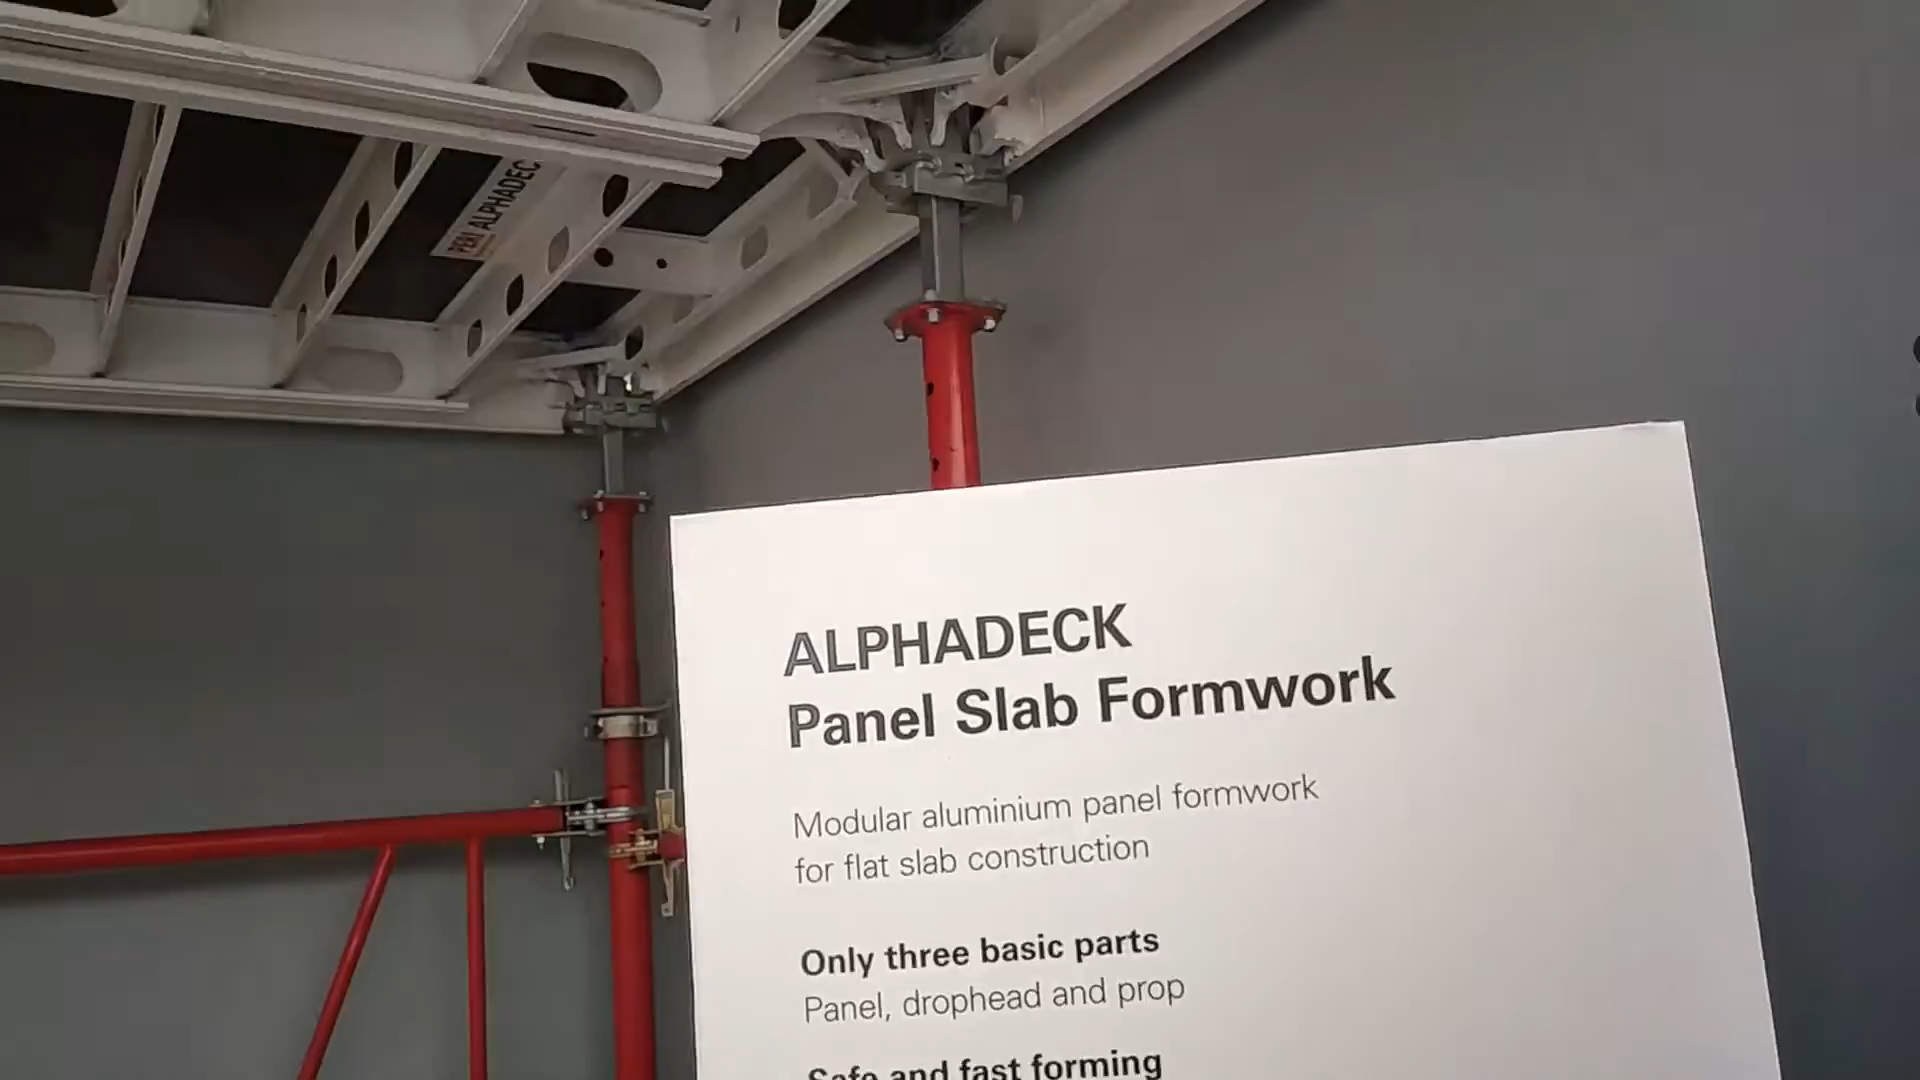 PERI ALPHADEC
ALPHADECK
Panel Slab Formwork
Modular aluminium panel formwork
for flat slab construction
Only three basic parts
Panel, drophead and prop
Safe and fast forming